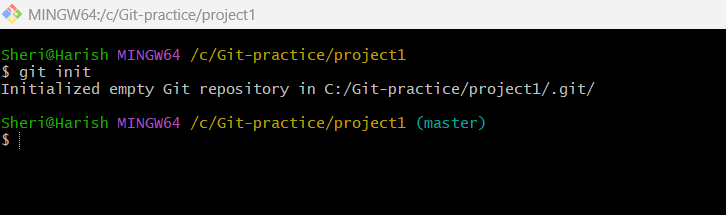 MINGW64:/c/Git-practice/project1
Sheri@Harish MINGW64 /c/Git-practice/project1
$ git init
Initialized empty Git repository in C:/Git-practice/project1/.git/
Sheri@Harish MINGW64 /c/Git-practice/project1 (master)
$